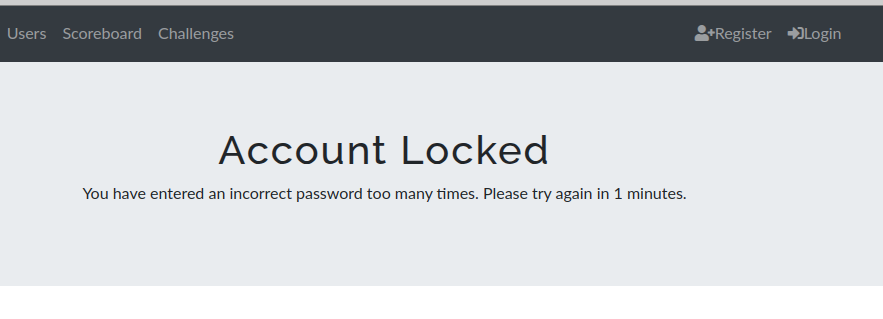 Users Scoreboard Challenges Register Login
Account Locked
You have entered an incorrect password too many times. Please try again in 1 minutes.